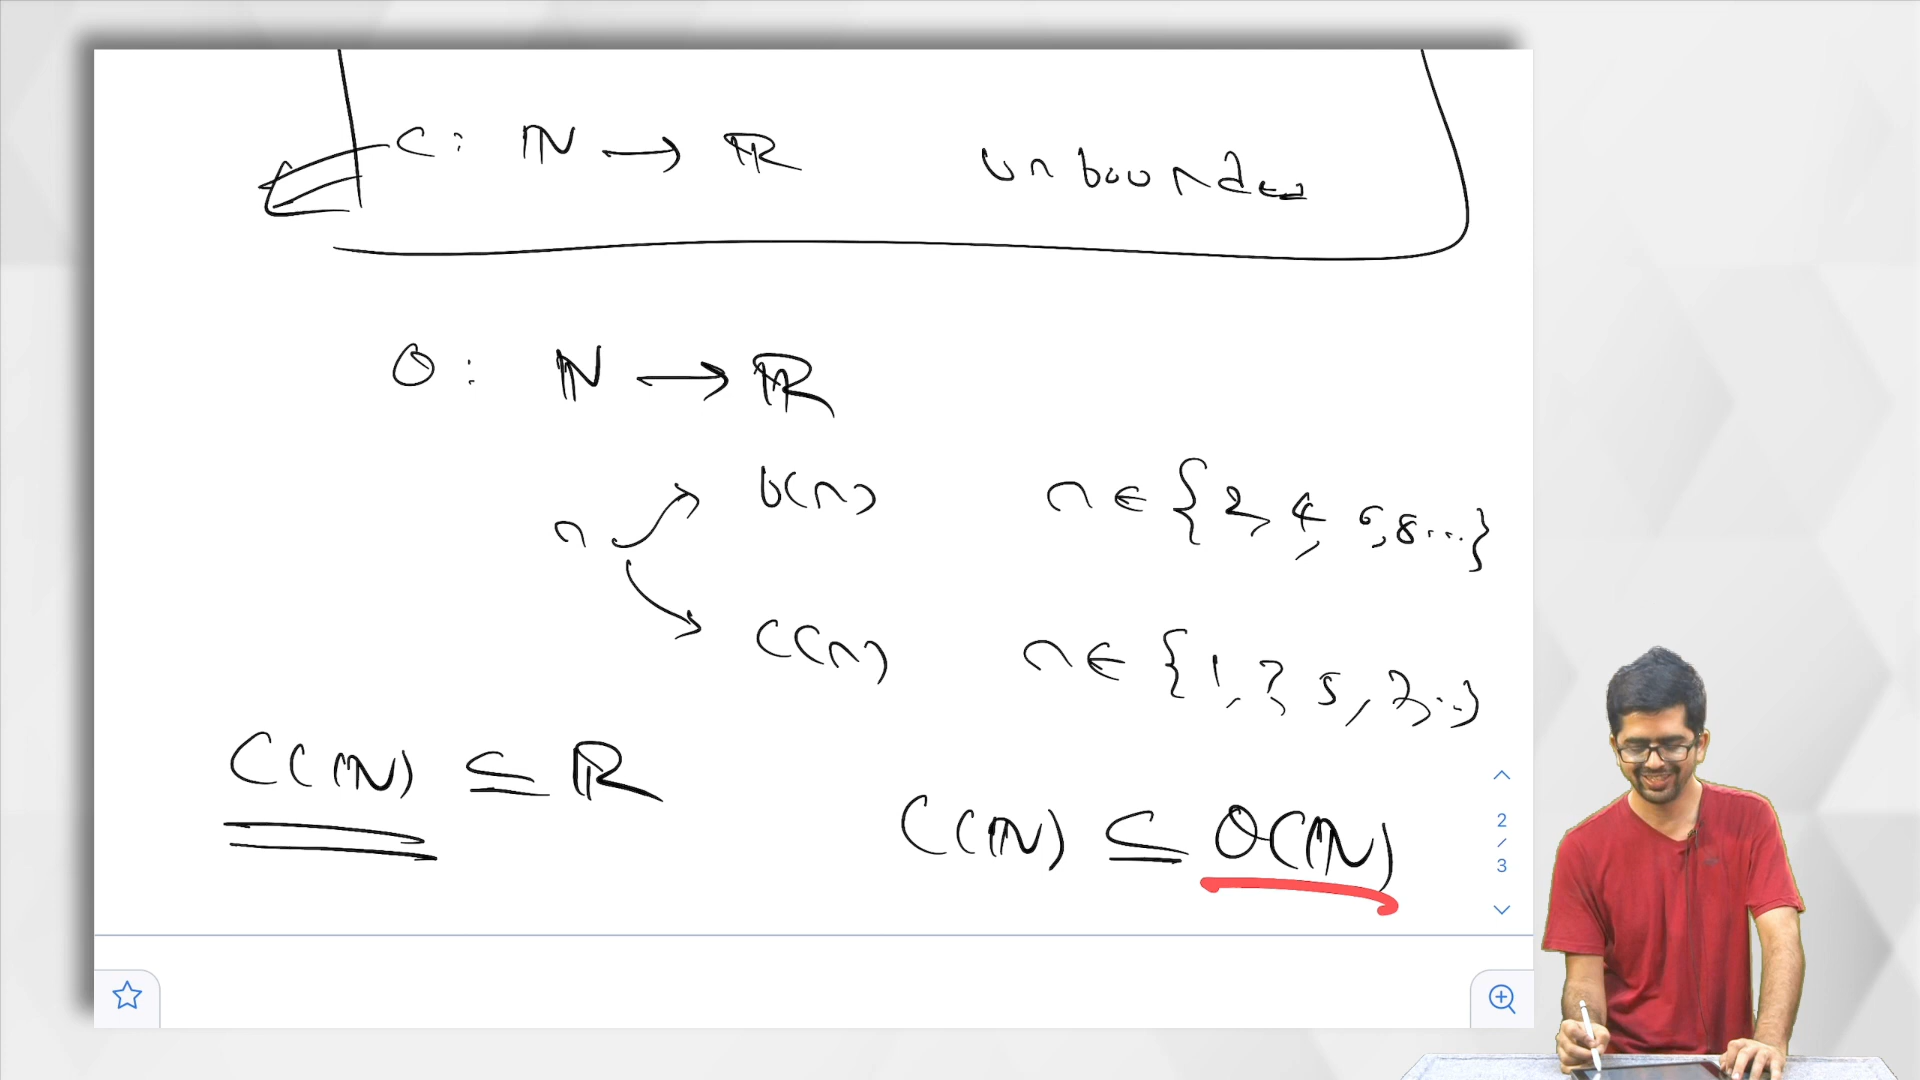 C : ℕ → ℝ unbounded
O : ℕ → ℝ
b(n) n ∈ {2, 4, 6, 8...}
n
C(n) n ∈ {1, 3, 5, 7...}
C(ℕ) ⊆ ℝ
C(ℕ) ⊆ O(ℕ)
2
/
3